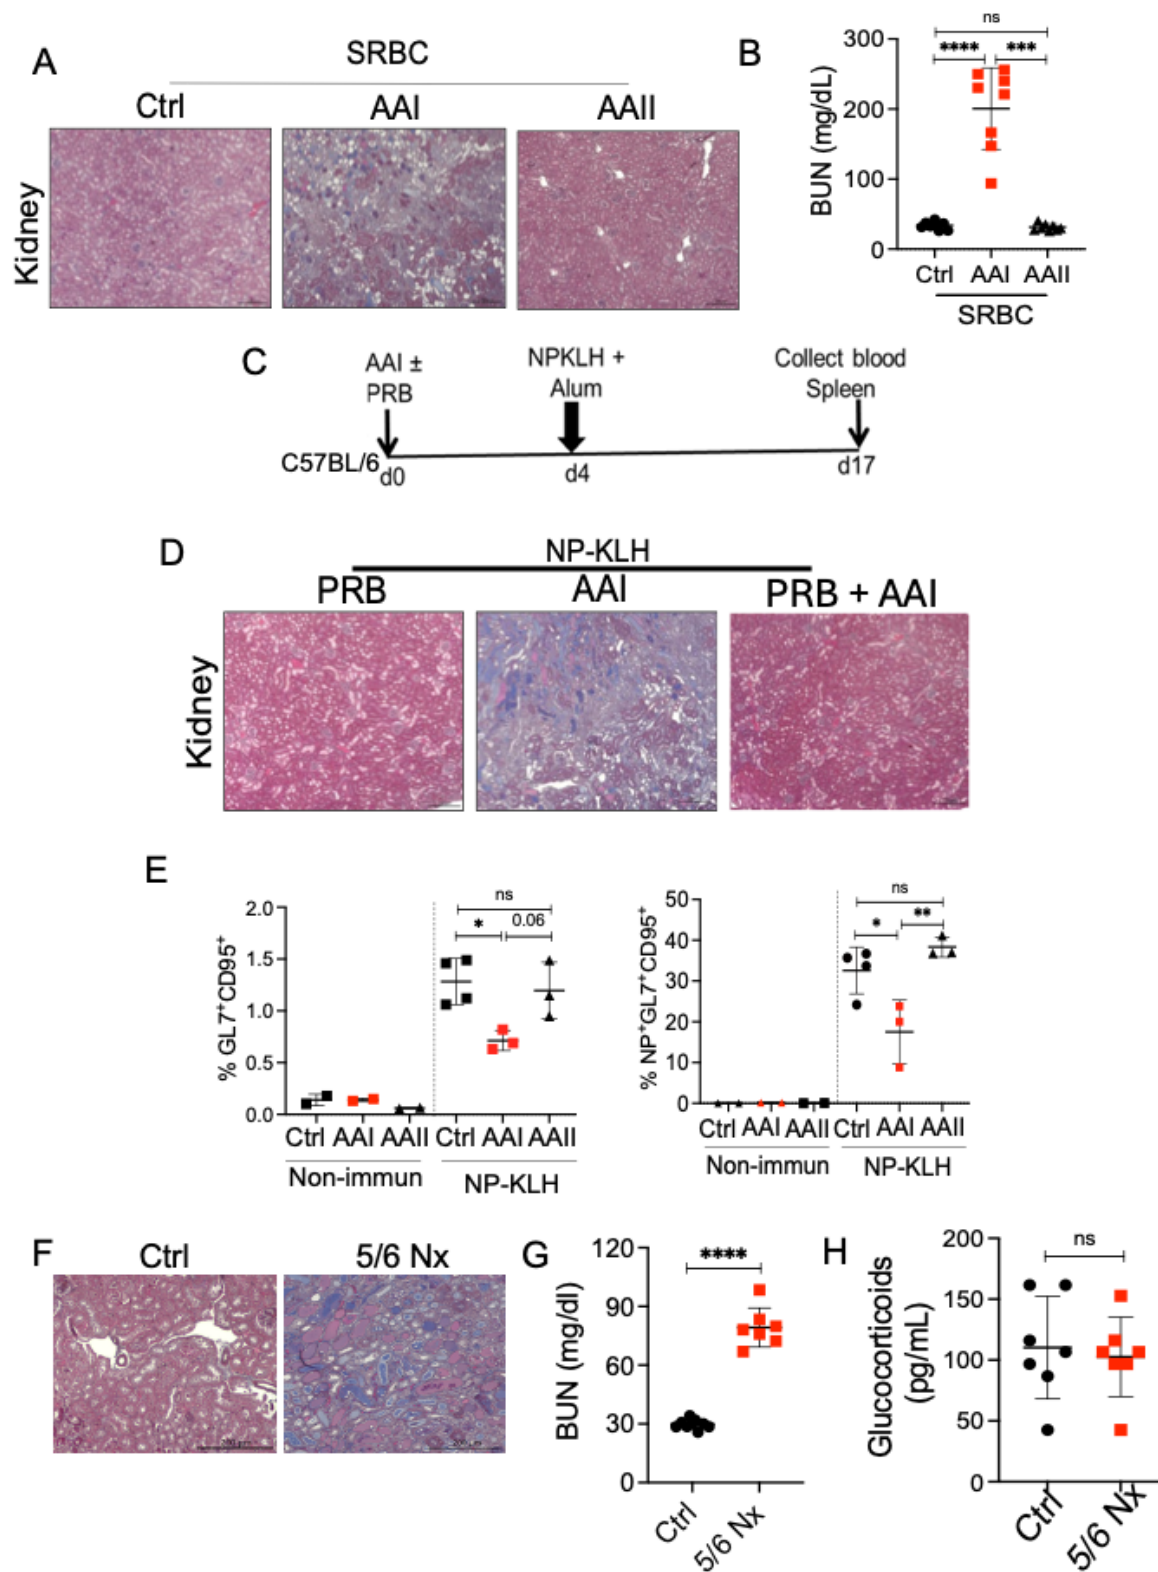 A
SRBC
Ctrl AAI AAII
Kidney
B
ns
**** ***
300
200
100
0
BUN (mg/dL)
Ctrl AAI AAII
SRBC
C
AAI ±
PRB
NPKLH +
Alum
Collect blood
Spleen
C57BL/6
d0 d4 d17
D
NP-KLH
PRB AAI PRB + AAI
Kidney
E
ns
* 0.06
2.0
1.5
1.0
0.5
0.0
% GL7+CD95+
Ctrl AAI AAII Ctrl AAI AAII
Non-immun NP-KLH
ns
* **
50
40
30
20
10
0
% NP+GL7+CD95+
Ctrl AAI AAII Ctrl AAI AAII
Non-immun NP-KLH
F
Ctrl 5/6 Nx
G
****
120
90
60
30
0
BUN (mg/dl)
Ctrl 5/6 Nx
H
ns
200
150
100
50
0
Glucocorticoids
(pg/mL)
Ctrl 5/6 Nx